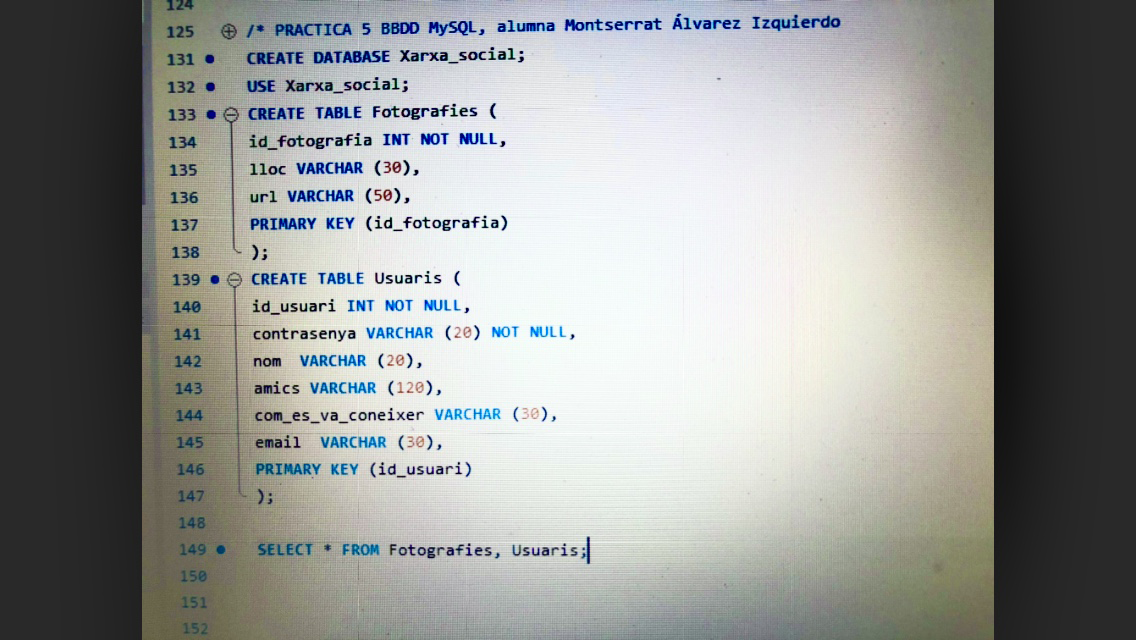 124
125 /* PRACTICA 5 BBDD MySQL, alumna Montserrat Álvarez Izquierdo
131 CREATE DATABASE Xarxa_social;
132 USE Xarxa_social;
133 CREATE TABLE Fotografies (
134 id_fotografia INT NOT NULL,
135 lloc VARCHAR (30),
136 url VARCHAR (50),
137 PRIMARY KEY (id_fotografia)
138 );
139 CREATE TABLE Usuaris (
140 id_usuari INT NOT NULL,
141 contrasenya VARCHAR (20) NOT NULL,
142 nom VARCHAR (20),
143 amics VARCHAR (120),
144 com_es_va_coneixer VARCHAR (30),
145 email VARCHAR (30),
146 PRIMARY KEY (id_usuari)
147 );
148
149 SELECT * FROM Fotografies, Usuaris;
150
151
152